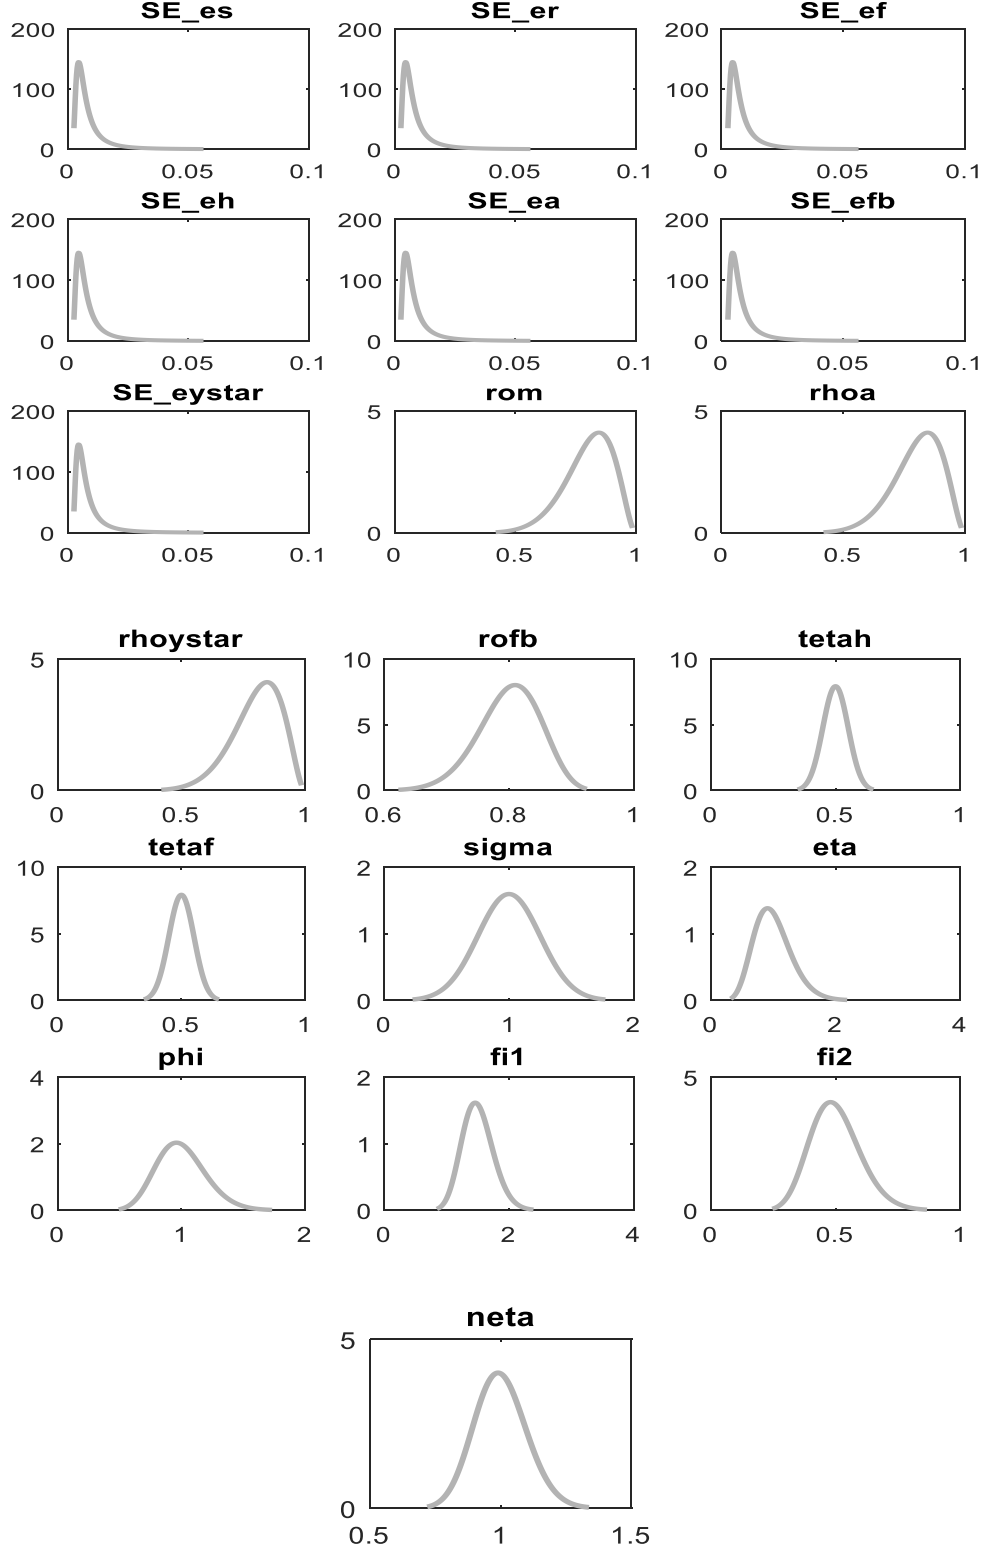 SE_es SE_er SE_ef
200 200 200
100 100 100
0 0 0
0 0.05 0.1 0 0.05 0.1 0 0.05 0.1
SE_eh SE_ea SE_efb
200 200 200
100 100 100
0 0 0
0 0.05 0.1 0 0.05 0.1 0 0.05 0.1
SE_eystar rom rhoa
200 5 5
100
0 0 0
0 0.05 0.1 0 0.5 1 0 0.5 1
rhoystar rofb tetah
5 10 10
5 5
0 0 0
0 0.5 1 0.6 0.8 1 0 0.5 1
tetaf sigma eta
10 2 2
5 1 1
0 0 0
0 0.5 1 0 1 2 0 2 4
phi fi1 fi2
4 2 5
2 1
0 0 0
0 1 2 0 2 4 0 0.5 1
neta
5
0
0.5 1 1.5